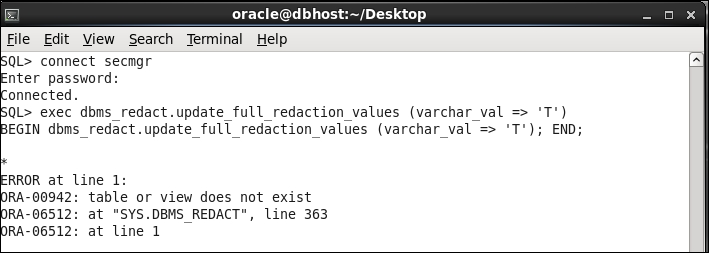 oracle@dbhost:~/Desktop
File Edit View Search Terminal Help
SQL> connect secmgr
Enter password:
Connected.
SQL> exec dbms_redact.update_full_redaction_values (varchar_val => 'T')
BEGIN dbms_redact.update_full_redaction_values (varchar_val => 'T'); END;
*
ERROR at line 1:
ORA-00942: table or view does not exist
ORA-06512: at "SYS.DBMS_REDACT", line 363
ORA-06512: at line 1